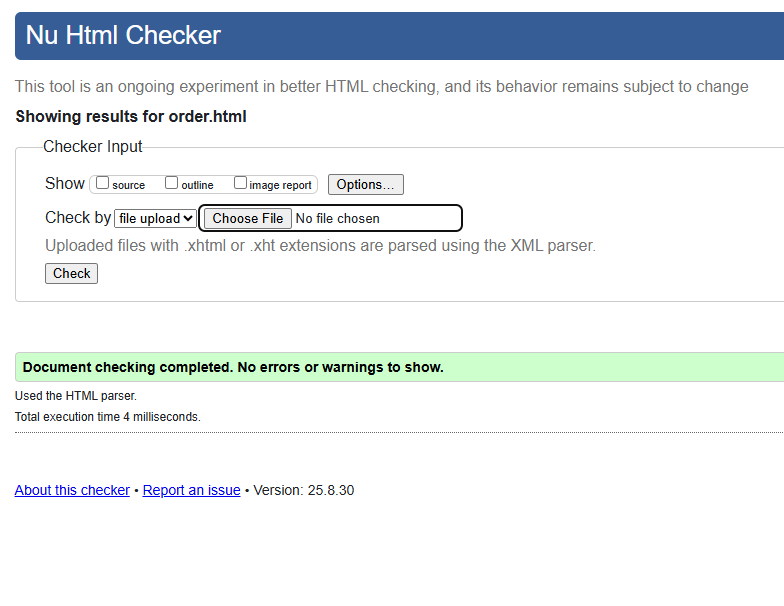 Nu Html Checker
This tool is an ongoing experiment in better HTML checking, and its behavior remains subject to change
Showing results for order.html
Checker Input
Show source outline image report Options...
Check by file upload Choose File No file chosen
Uploaded files with .xhtml or .xht extensions are parsed using the XML parser.
Check
Document checking completed. No errors or warnings to show.
Used the HTML parser.
Total execution time 4 milliseconds.
About this checker • Report an issue • Version: 25.8.30